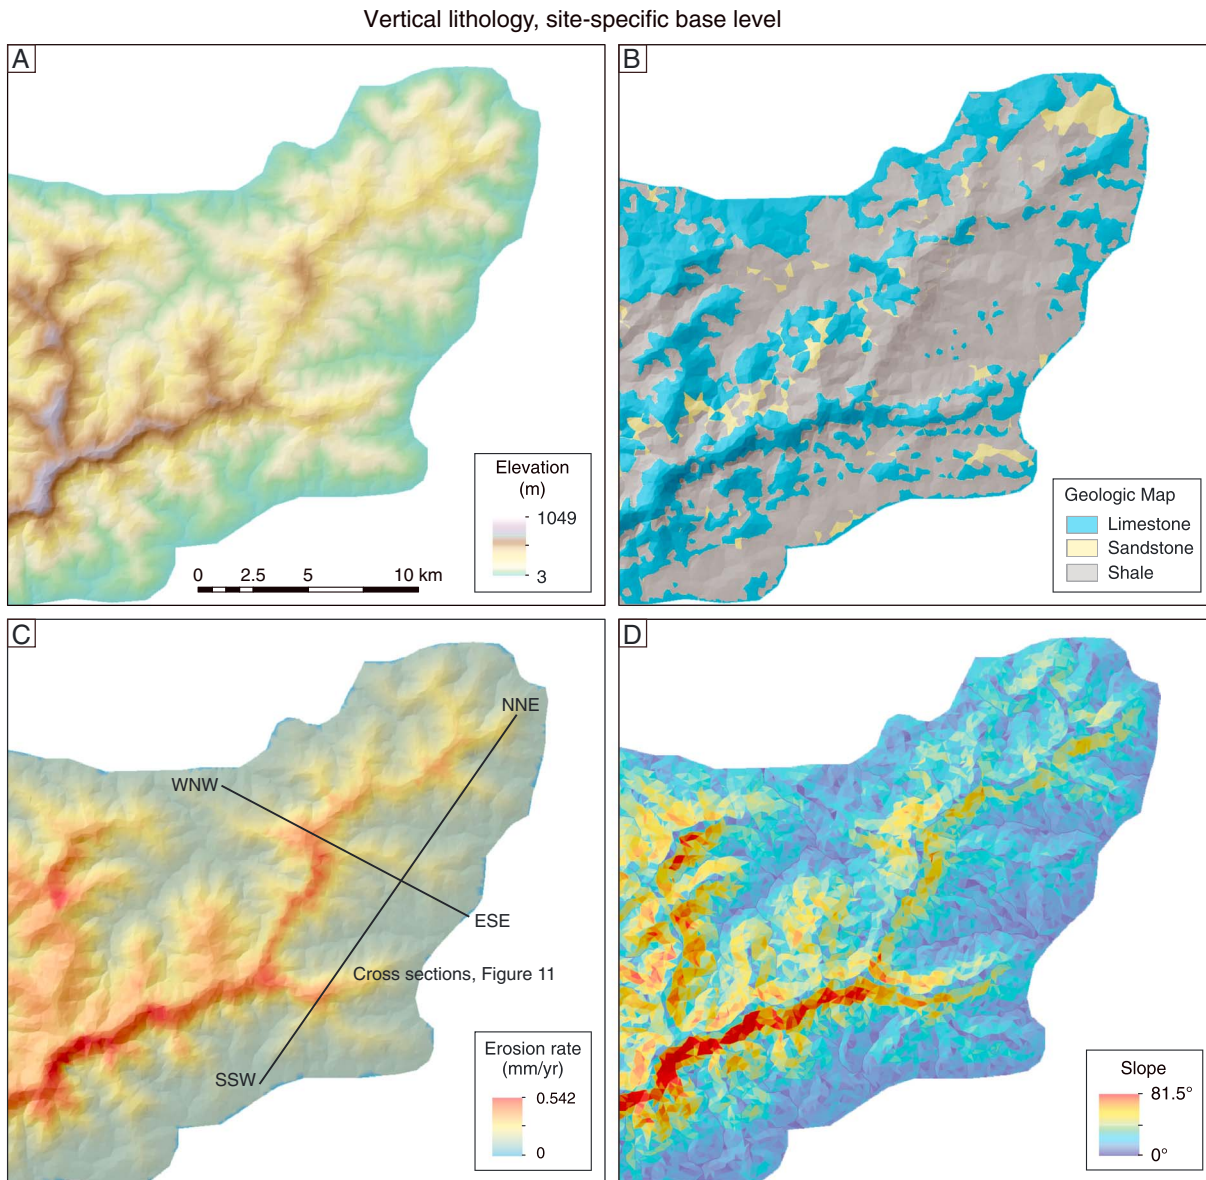 Vertical lithology, site-specific base level
A
Elevation
(m)
1049
3
0 2.5 5 10 km
B
Geologic Map
Limestone
Sandstone
Shale
C
NNE
WNW
ESE
Cross sections, Figure 11
SSW
Erosion rate
(mm/yr)
0.542
0
D
Slope
81.5°
0°